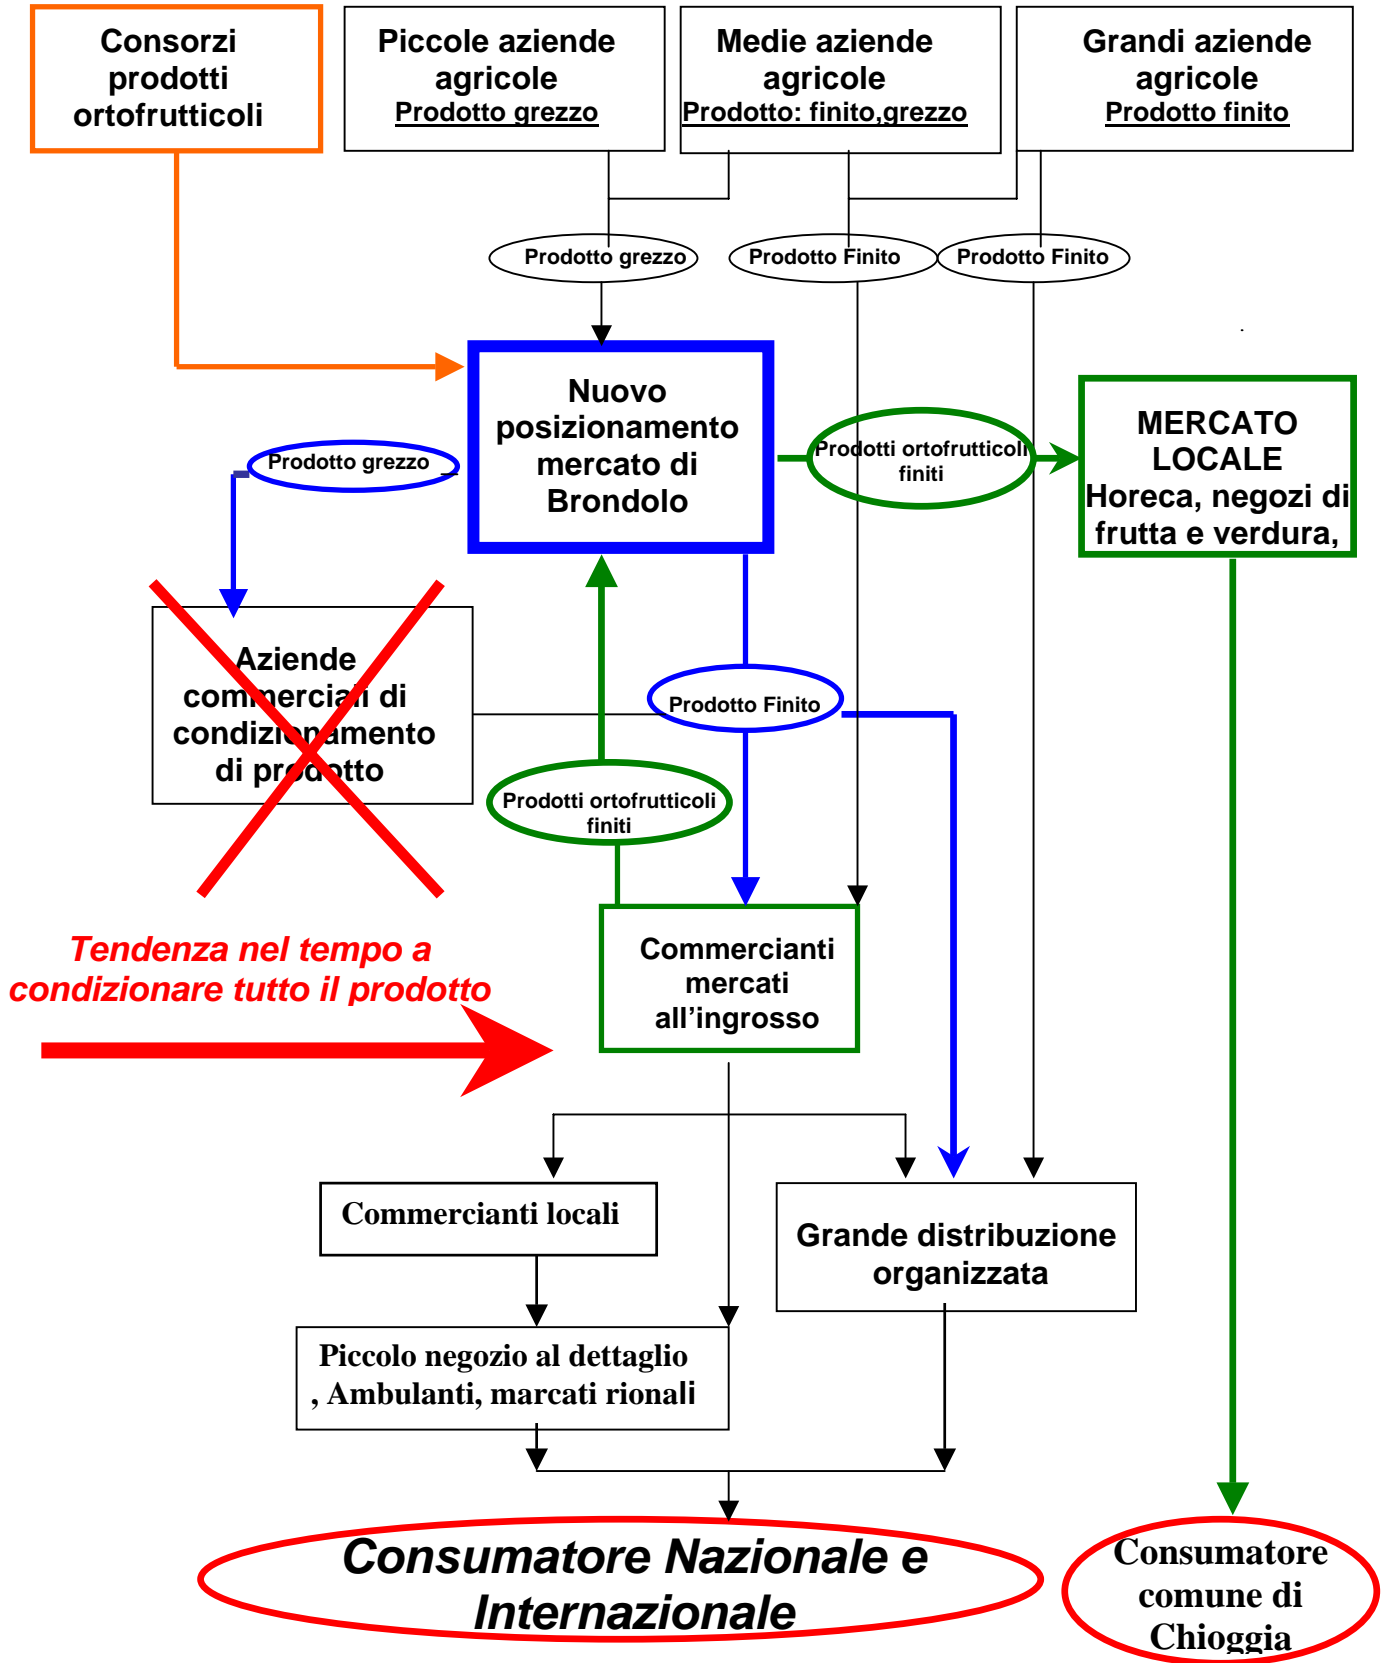 Consorzi
prodotti
ortofrutticoli
Piccole aziende
agricole
Prodotto grezzo
Medie aziende
agricole
Prodotto: finito,grezzo
Grandi aziende
agricole
Prodotto finito
Prodotto grezzo
Prodotto Finito
Prodotto Finito
Nuovo
posizionamento
mercato di
Brondolo
Prodotti ortofrutticoli
finiti
MERCATO
LOCALE
Horeca, negozi di
frutta e verdura,
Prodotto grezzo
Aziende
commerciali di
condizionamento
di prodotto
Prodotto Finito
Prodotti ortofrutticoli
finiti
Tendenza nel tempo a
condizionare tutto il prodotto
Commercianti
mercati
all’ingrosso
Commercianti locali
Grande distribuzione
organizzata
Piccolo negozio al dettaglio
, Ambulanti, marcati rionali
Consumatore Nazionale e
Internazionale
Consumatore
comune di
Chioggia